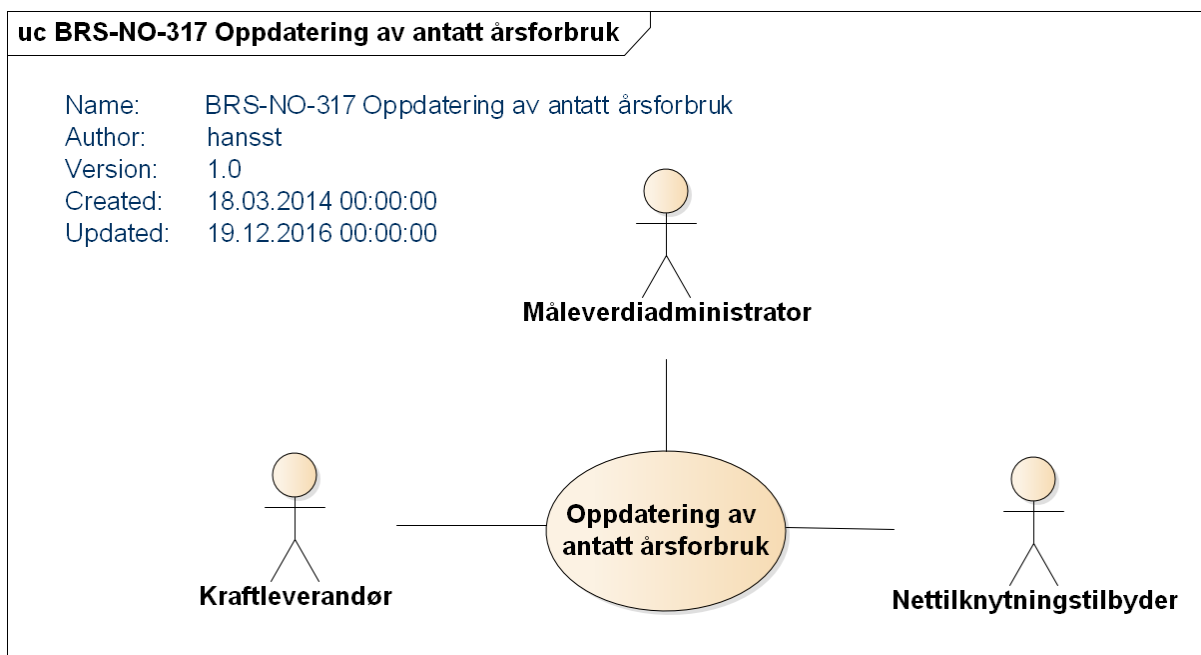 uc BRS-NO-317 Oppdatering av antatt årsforbruk
Name: BRS-NO-317 Oppdatering av antatt årsforbruk
Author: hansst
Version: 1.0
Created: 18.03.2014 00:00:00
Updated: 19.12.2016 00:00:00
Måleverdiadministrator
Oppdatering av
antatt årsforbruk
Kraftleverandør
Nettilknytningstilbyder